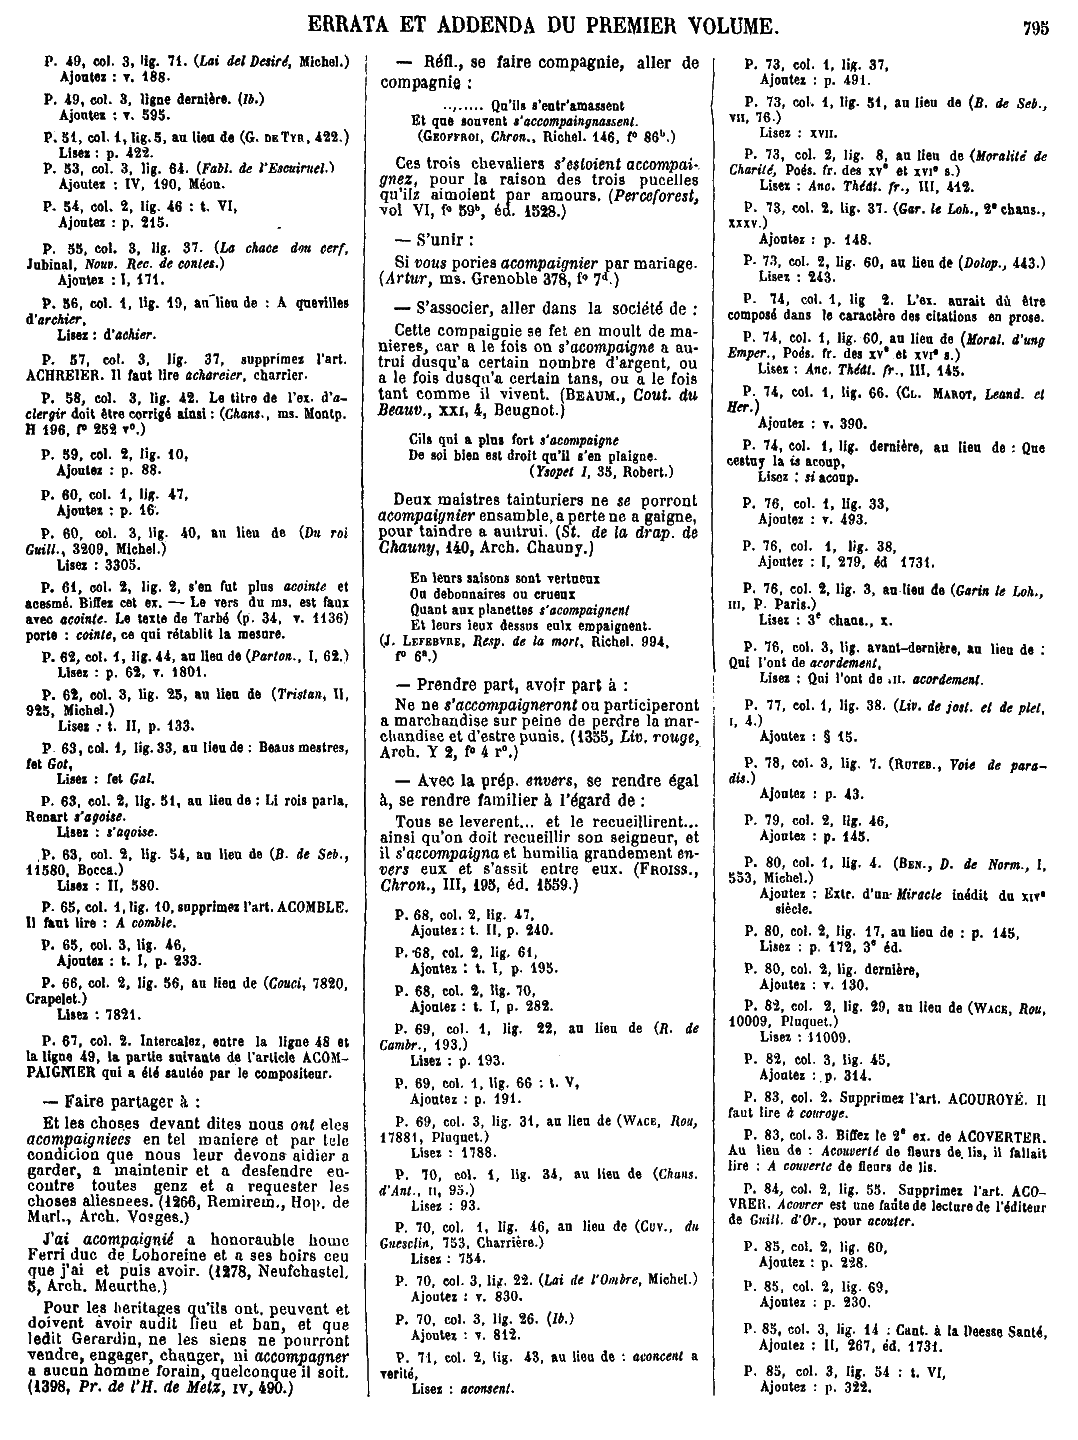 ERRATA ET ADDENDA DU PREMIER VOLUME. 795
P. 49, col. 3, lig. 71. (Lai del Desiré, Michel.)
Ajoutez : v. 188.
P. 49, col. 3, ligne dernière. (Ib.)
Ajoutez : v. 595.
P. 51, col. 1, lig. 5, au lieu de (G. DE TYR, 422.)
Lisez : p. 422.
P. 53, col. 3, lig. 64. (Fabl. de l'Escuiruel.)
Ajoutez : IV, 190, Méon.
P. 54, col. 2, lig. 46 : t. VI,
Ajoutez : p. 215.
P. 55, col. 3, lig. 37. (La chace dou cerf,
Jubinal, Nouv. Rec. de contes.)
Ajoutez : I, 171.
P. 56, col. 1, lig. 19, au lieu de : A quevilles
d'archier,
Lisez : d'achier.
P. 57, col. 3, lig. 37, supprimez l'art.
ACHREIER. Il faut lire achareier, charrier.
P. 58, col. 3, lig. 42. Le titre de l'ex. d'a-
clergir doit être corrigé ainsi : (Chans., ms. Montp.
H 196, f° 252 v°.)
P. 59, col. 2, lig. 10,
Ajoutez : p. 88.
P. 60, col. 1, lig. 47,
Ajoutez : p. 16.
P. 60, col. 3, lig. 40, au lieu de (Du roi
Guill., 3209, Michel.)
Lisez : 3305.
P. 61, col. 2, lig. 2, s'en fut plus acointe et
acesmé. Biffez cet ex. — Le vers du ms. est faux
avec acointe. Le texte de Tarbé (p. 34, v. 1136)
porte : cointe, ce qui rétablit la mesure.
P. 62, col. 1, lig. 44, au lieu de (Parton., I, 62.)
Lisez : p. 62, v. 1801.
P. 62, col. 3, lig. 25, au lieu de (Tristan, II,
925, Michel.)
Lisez : t. II, p. 133.
P. 63, col. 1, lig. 33, au lieu de : Beaus mestres,
fet Got,
Lisez : fet Gal.
P. 63, col. 2, lig. 51, au lieu de : Li rois parla,
Renart s'agoise.
Lisez : s'aqoise.
P. 63, col. 2, lig. 54, au lieu de (B. de Seb.,
11580, Bocca.)
Lisez : II, 580.
P. 65, col. 1, lig. 10, supprimez l'art. ACOMBLE.
Il faut lire : A comble.
P. 65, col. 3, lig. 46,
Ajoutez : t. I, p. 233.
P. 66, col. 2, lig. 56, au lieu de (Couci, 7820,
Crapelet.)
Lisez : 7821.
P. 67, col. 2. Intercalez, entre la ligne 48 et
la ligne 49, la partie suivante de l'article ACOM-
PAIGNIER qui a été sautée par le compositeur.
— Faire partager à :
Et les choses devant dites nous ont eles
acompaigniees en tel maniere et par tele
condicion que nous leur devons aidier a
garder, a maintenir et a desfendre en-
contre toutes genz et a requester les
choses allesnees. (1266, Remirem., Hop. de
Marl., Arch. Vosges.)
J'ai acompaignié a honorauble home
Ferri duc de Lohoreine et a ses hoirs ceu
que j'ai et puis avoir. (1278, Neufchastel,
5, Arch. Meurthe.)
Pour les heritages qu'ils ont, peuvent et
doivent avoir audit lieu et ban, et que
ledit Gerardin, ne les siens ne pourront
vendre, engager, changer, ni accompagner
a aucun homme forain, quelconque il soit.
(1398, Pr. de l'H. de Metz, IV, 490.)
— Réfl., se faire compagnie, aller de
compagnie :
........ Qu'ils s'entr'amassent
Et que souvent s'accompaingnassent.
(GEOFFROI, Chron., Richel. 146, f° 86b.)
Ces trois chevaliers s'estoient accompai-
gnez, pour la raison des trois pucelles
qu'ilz aimoient par amours. (Perceforest,
vol VI, f° 59b, éd. 1528.)
— S'unir :
Si vous pories acompaignier par mariage.
(Artur, ms. Grenoble 378, f° 7d.)
— S'associer, aller dans la société de :
Cette compaignie se fet en moult de ma-
nieres, car a le fois on s'acompaigne a au-
trui dusqu'a certain nombre d'argent, ou
a le fois dusqu'a certain tans, ou a le fois
tant comme il vivent. (BEAUM., Cout. du
Beauv., XXI, 4, Beugnot.)
Cils qui a plus fort s'acompaigne
De soi bien est droit qu'il s'en plaigne.
(Ysopet I, 35, Robert.)
Deux maistres tainturiers ne se porront
acompaignier ensamble, a perte ne a gaigne,
pour taindre a aultrui. (St. de la drap. de
Chauny, 140, Arch. Chauny.)
En leurs saisons sont vertueux
Ou debonnaires ou crueux
Quant aux planettes s'acompaignent
Et leurs ieux dessus eulx empaignent.
(J. LEFEBVRE, Resp. de la mort, Richel. 994,
f° 6a.)
— Prendre part, avoir part à :
Ne ne s'accompaigneront ou participeront
a marchandise sur peine de perdre la mar-
chandise et d'estre punis. (1355, Liv. rouge,
Arch. Y 2, f° 4 r°.)
— Avec la prép. envers, se rendre égal
à, se rendre familier à l'égard de :
Tous se leverent... et le recueillirent...
ainsi qu'on doit recueillir son seigneur, et
il s'accompaigna et humilia grandement en-
vers eux et s'assit entre eux. (FROISS.,
Chron., III, 195, éd. 1559.)
P. 68, col. 2, lig. 47,
Ajoutez : t. II, p. 240.
P. 68, col. 2, lig. 61,
Ajoutez : t. I, p. 195.
P. 68, col. 2, lig. 70,
Ajoutez : t. I, p. 282.
P. 69, col. 1, lig. 22, au lieu de (R. de
Cambr., 193.)
Lisez : p. 193.
P. 69, col. 1, lig. 66 : t. V,
Ajoutez : p. 191.
P. 69, col. 3, lig. 31, au lieu de (WACE, Rou,
17881, Pluquet.)
Lisez : 1788.
P. 70, col. 1, lig. 34, au lieu de (Chans.
d'Ant., II, 95.)
Lisez : 93.
P. 70, col. 1, lig. 46, au lieu de (CUV., du
Guesclin, 753, Charrière.)
Lisez : 754.
P. 70, col. 3, lig. 22. (Lai de l'Ombre, Michel.)
Ajoutez : v. 830.
P. 70, col. 3, lig. 26. (Ib.)
Ajoutez : v. 812.
P. 71, col. 2, lig. 43, au lieu de : aconcent a
verité,
Lisez : aconsent.
P. 73, col. 1, lig. 37,
Ajoutez : p. 491.
P. 73, col. 1, lig. 51, au lieu de (B. de Seb.,
VII, 76.)
Lisez : XVII.
P. 73, col. 2, lig. 8, au lieu de (Moralité de
Charité, Poés. fr. des XVe et XVIe s.)
Lisez : Anc. Théât. fr., III, 412.
P. 73, col. 2, lig. 37. (Gar. le Loh., 2e chans.,
XXXV.)
Ajoutez : p. 148.
P. 73, col. 2, lig. 60, au lieu de (Dolop., 443.)
Lisez : 243.
P. 74, col. 1, lig 2. L'ex. aurait dû être
composé dans le caractère des citations en prose.
P. 74, col. 1, lig. 60, au lieu de (Moral. d'ung
Emper., Poés. fr. des XVe et XVIe s.)
Lisez : Anc. Théât. fr., III, 145.
P. 74, col. 1, lig. 66. (CL. MAROT, Leand. et
Her.)
Ajoutez : v. 390.
P. 74, col. 1, lig. dernière, au lieu de : Que
cestuy la is acoup,
Lisez : si acoup.
P. 76, col. 1, lig. 33,
Ajoutez : v. 493.
P. 76, col. 1, lig. 38,
Ajoutez : I, 279, éd 1731.
P. 76, col. 2, lig. 3, au lieu de (Garin le Loh.,
III, P. Paris.)
Lisez : 3e chans., X.
P. 76, col. 3, lig. avant-dernière, au lieu de :
Qui l'ont de acordement,
Lisez : Qui l'ont de .II. acordement.
P. 77, col. 1, lig. 38. (Liv. de jost. et de plet,
I, 4.)
Ajoutez : § 15.
P. 78, col. 3, lig. 7. (RUTEB., Voie de para-
dis.)
Ajoutez : p. 43.
P. 79, col. 2, lig. 46,
Ajoutez : p. 145.
P. 80, col. 1, lig. 4. (BEN., D. de Norm., I,
553, Michel.)
Ajoutez : Extr. d'un Miracle inédit du XIVe
siècle.
P. 80, col. 2, lig. 17, au lieu de : p. 145,
Lisez : p. 172, 3e éd.
P. 80, col. 2, lig. dernière,
Ajoutez : v. 130.
P. 82, col. 2, lig. 29, au lieu de (WACE, Rou,
10009, Pluquet.)
Lisez : 11009.
P. 82, col. 3, lig. 45,
Ajoutez : p. 314.
P. 83, col. 2. Supprimez l'art. ACOUROYÉ. Il
faut lire à couroye.
P. 83, col. 3. Biffez le 2e ex. de ACOVERTER.
Au lieu de : Acouverté de fleurs de lis, il fallait
lire : A couverte de fleurs de lis.
P. 84, col. 2, lig. 55. Supprimez l'art. ACO-
VRER. Acovrer est une faute de lecture de l'éditeur
de Guill. d'Or., pour acouter.
P. 85, col. 2, lig. 60,
Ajoutez : p. 228.
P. 85, col. 2, lig. 69,
Ajoutez : p. 230.
P. 85, col. 3, lig. 14 : Cant. à la Deesse Santé,
Ajoutez : II, 267, éd. 1731.
P. 85, col. 3, lig. 54 : t. VI,
Ajoutez : p. 322.